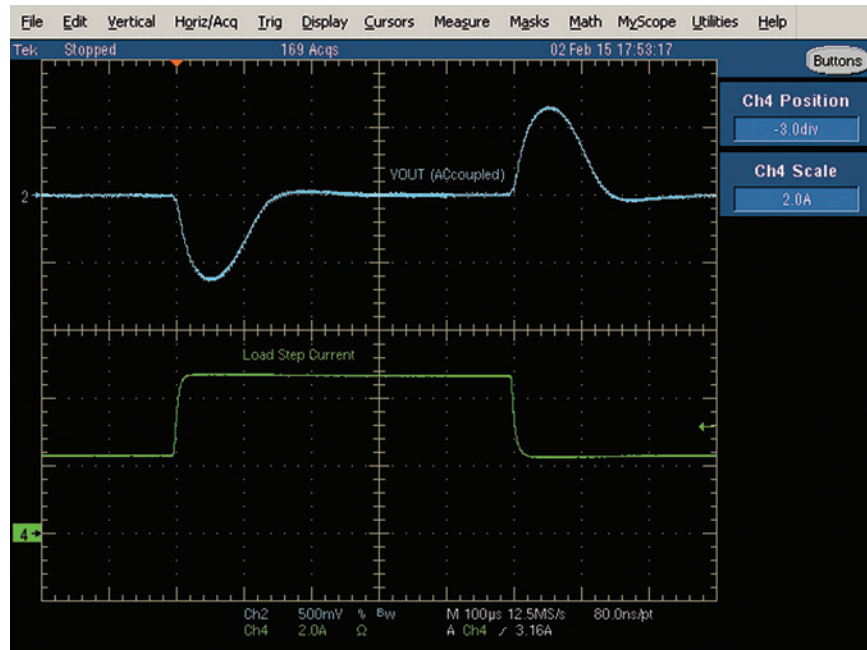 File Edit Vertical Horiz/Acq Trig Display Cursors Measure Masks Math MyScope Utilities Help
Tek Stopped 169 Acqs 02 Feb 15 17:53:17
Buttons
Ch4 Position
-3.0div
Ch4 Scale
2.0A
VOUT (ACcoupled)
2
Load Step Current
4
Ch2 500mV BW M 100µs 12.5MS/s 80.0ns/pt
Ch4 2.0A Ω A Ch4 3.16A